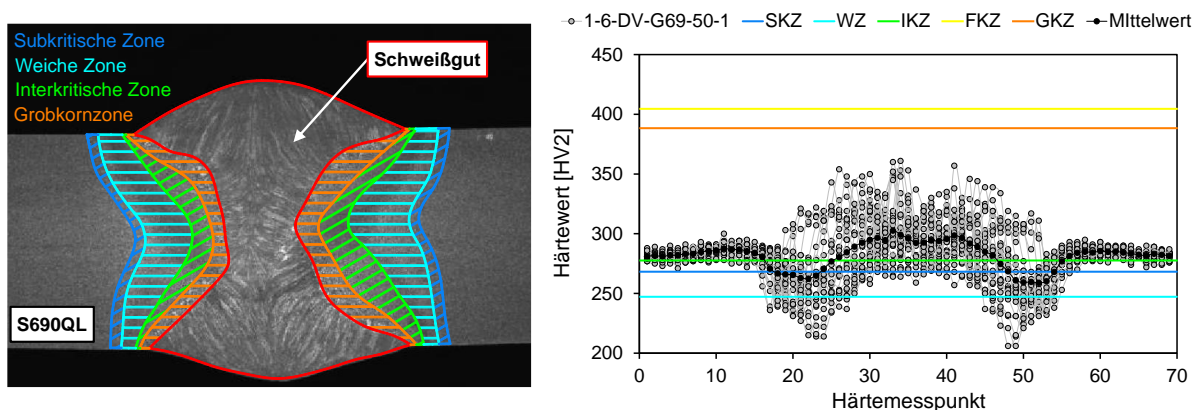 Subkritische Zone
Weiche Zone
Interkritische Zone
Grobkornzone
Schweißgut
S690QL
1-6-DV-G69-50-1 SKZ WZ IKZ FKZ GKZ MIttelwert
Härtewert [HV2]
450
400
350
300
250
200
0 10 20 30 40 50 60 70
Härtemesspunkt